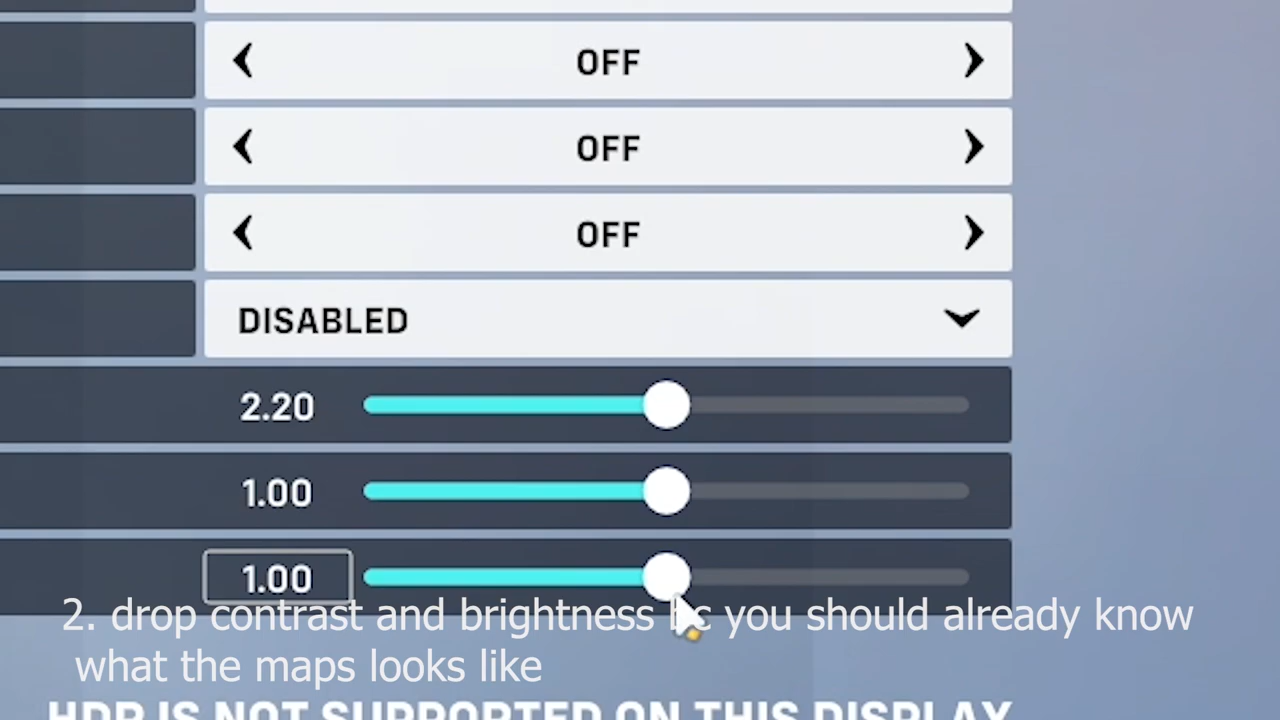 OFF
OFF
OFF
DISABLED
2.20
1.00
1.00
2. drop contrast and brightness bc you should already know
what the maps looks like
HDR IS NOT SUPPORTED ON THIS DISPLAY